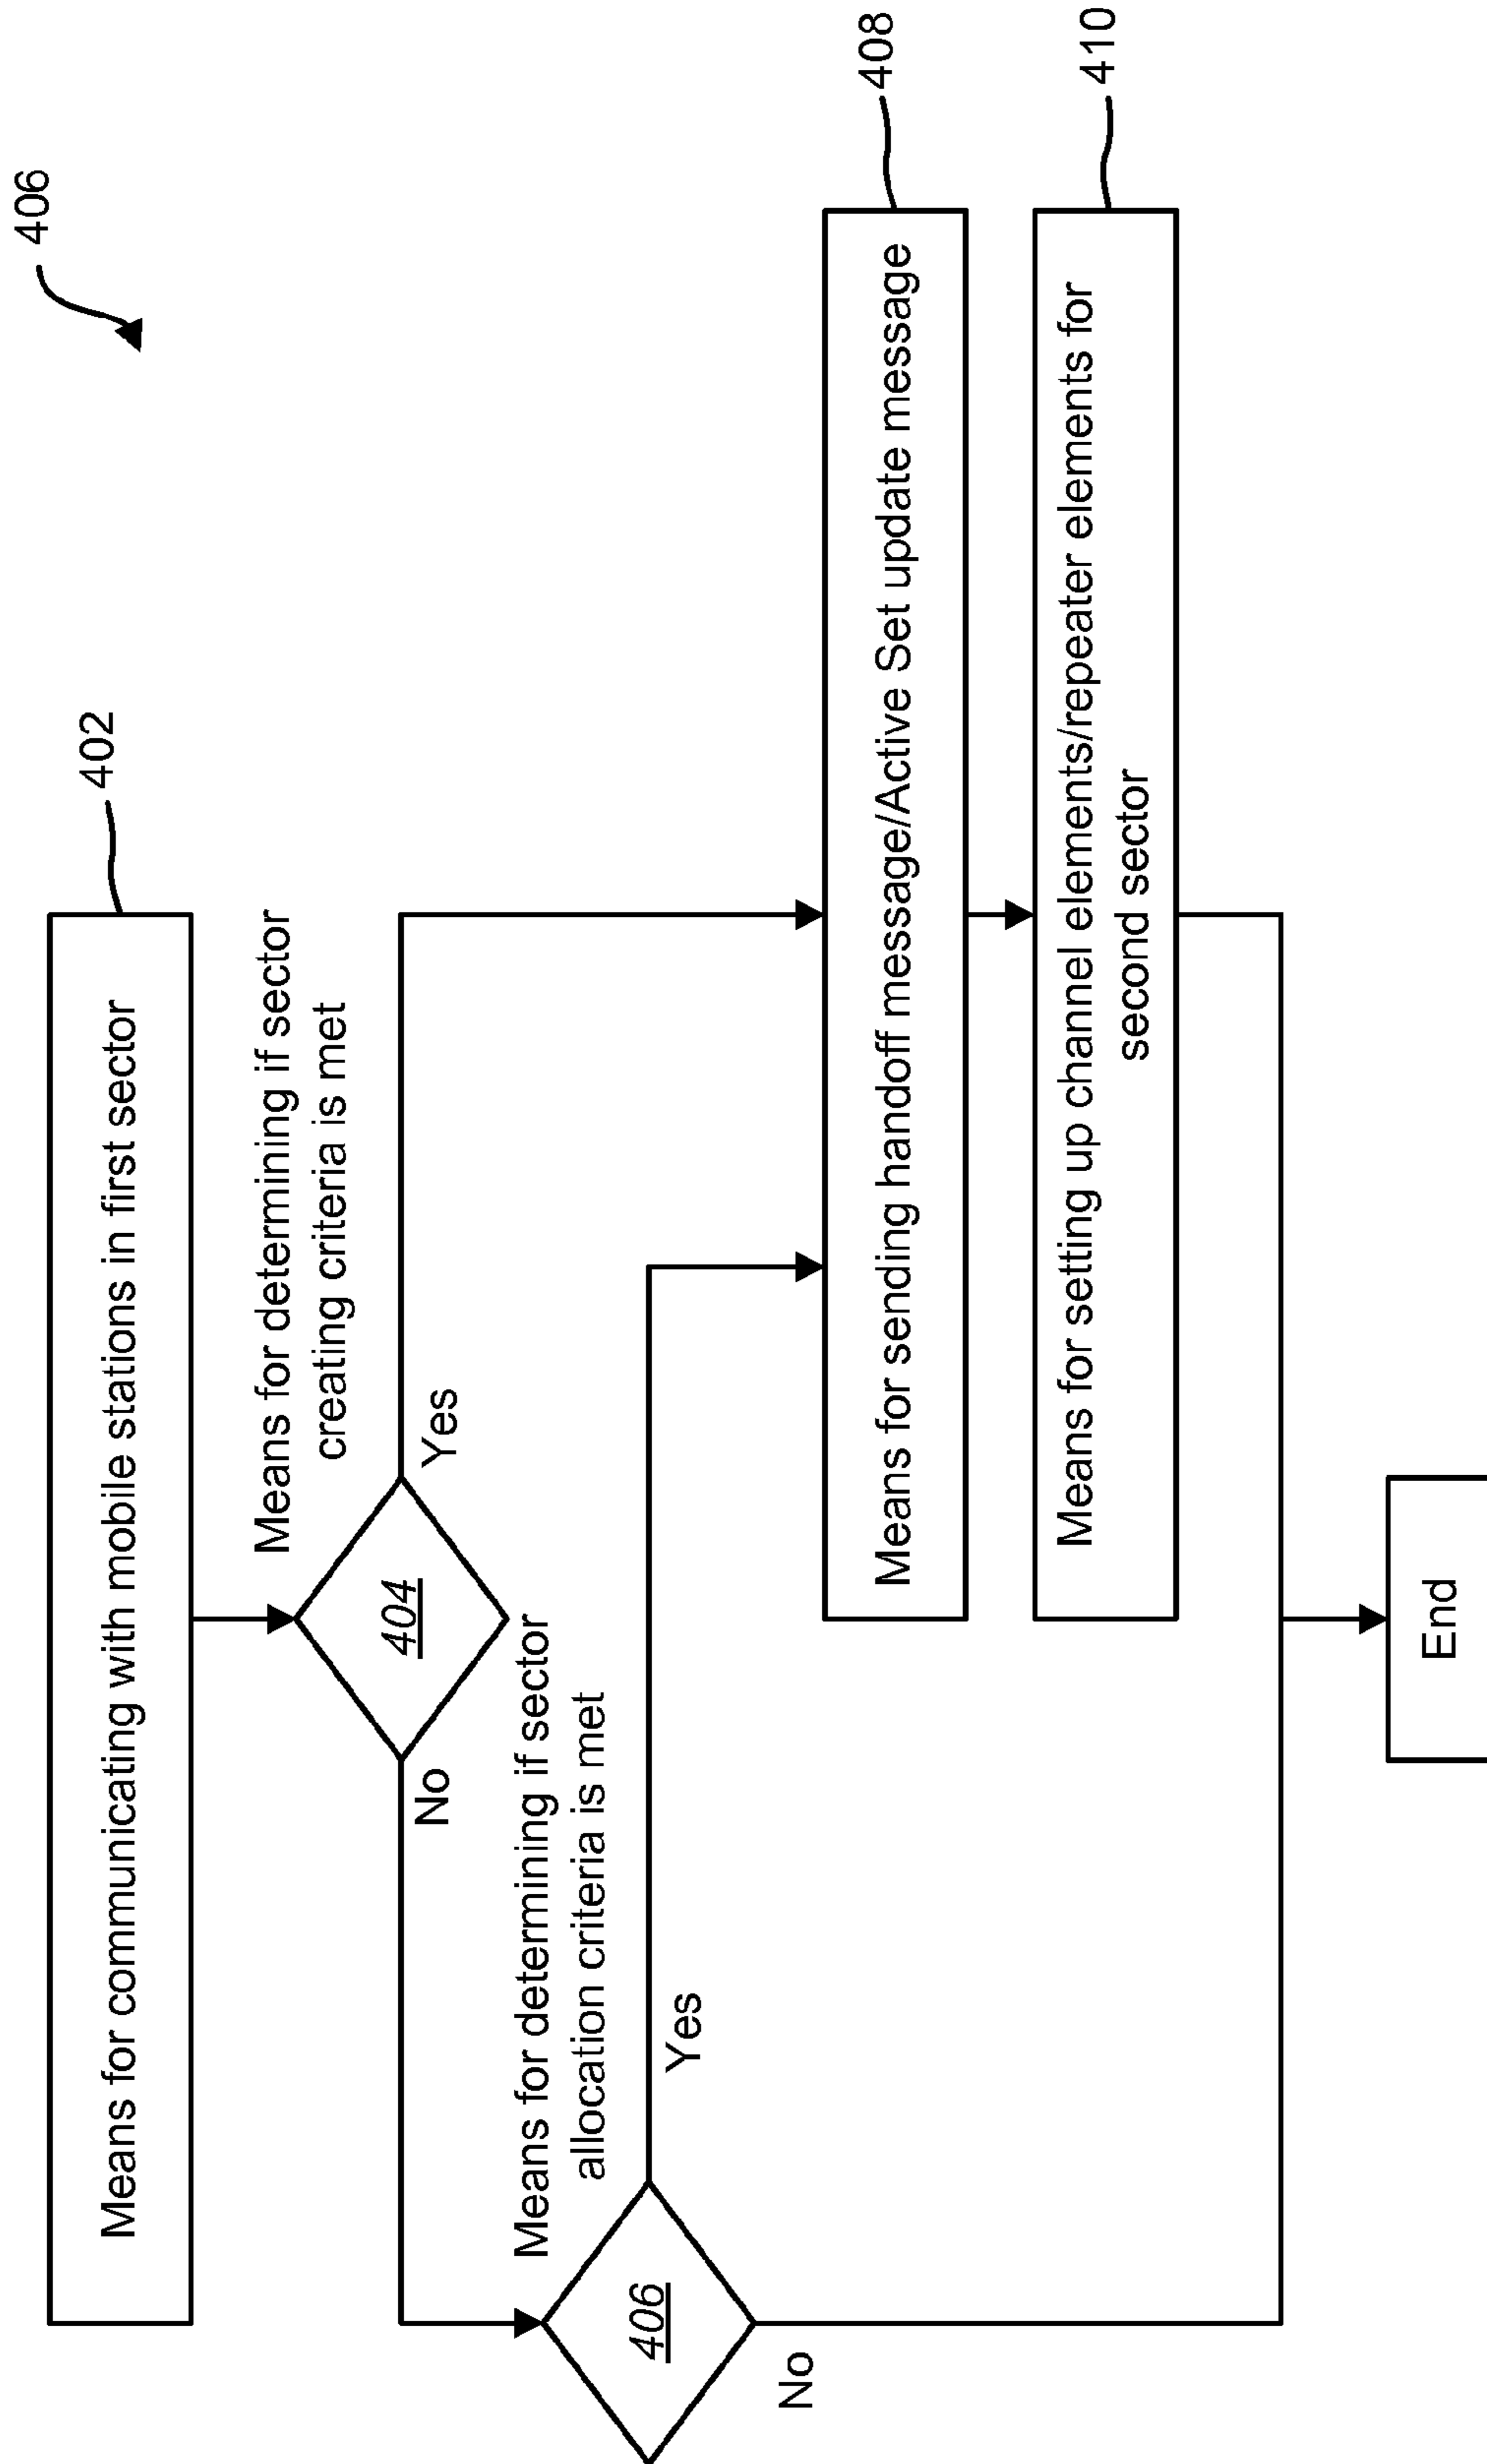 406
402
Means for communicating with mobile stations in first sector
Means for determining if sector
creating criteria is met
404
Yes
No
Means for determining if sector
allocation criteria is met
406
Yes
No
408
Means for sending handoff message/Active Set update message
410
Means for setting up channel elements/repeater elements for
second sector
End